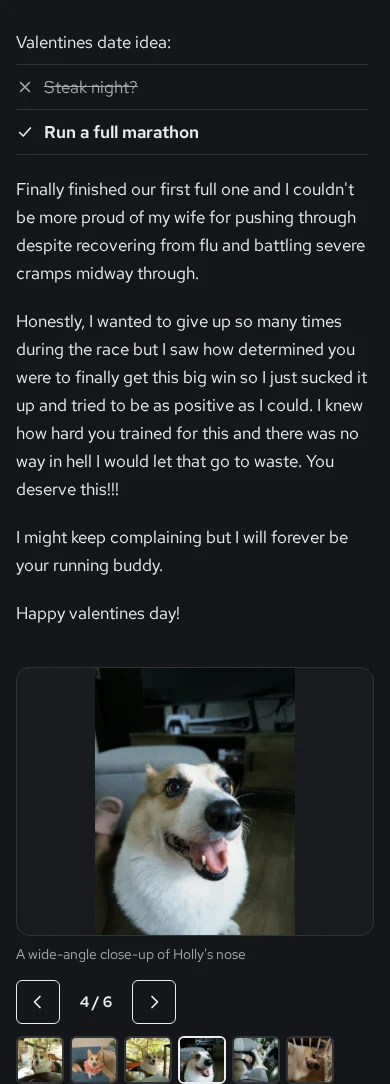 Valentines date idea:
Steak night?
Run a full marathon
Finally finished our first full one and I couldn't
be more proud of my wife for pushing through
despite recovering from flu and battling severe
cramps midway through.
Honestly, I wanted to give up so many times
during the race but I saw how determined you
were to finally get this big win so I just sucked it
up and tried to be as positive as I could. I knew
how hard you trained for this and there was no
way in hell I would let that go to waste. You
deserve this!!!
I might keep complaining but I will forever be
your running buddy.
Happy valentines day!
A wide-angle close-up of Holly's nose
4 / 6